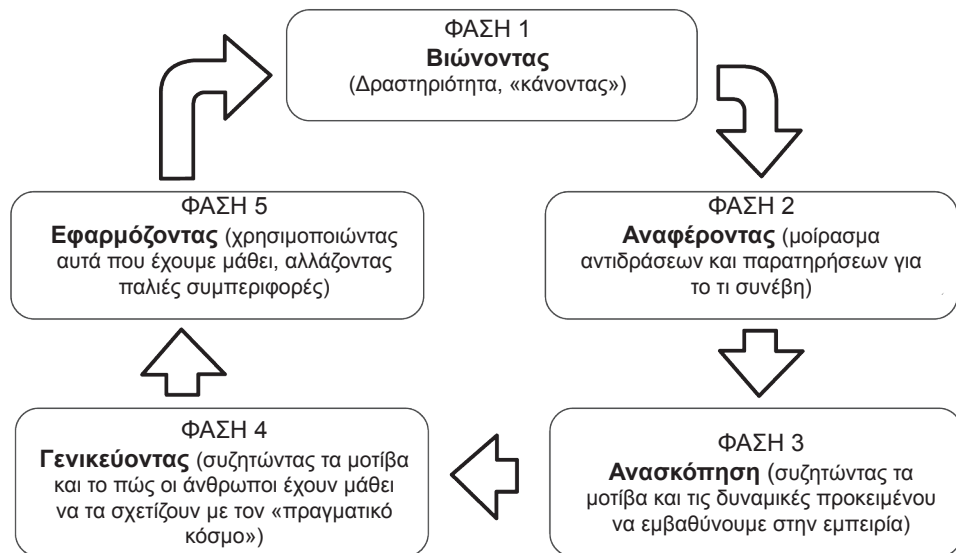 ΦΑΣΗ 1
Βιώνοντας
(Δραστηριότητα, «κάνοντας»)
ΦΑΣΗ 2
Αναφέροντας (μοίρασμα
αντιδράσεων και παρατηρήσεων για
το τι συνέβη)
ΦΑΣΗ 3
Ανασκόπηση (συζητώντας τα
μοτίβα και τις δυναμικές προκειμένου
να εμβαθύνουμε στην εμπειρία)
ΦΑΣΗ 4
Γενικεύοντας (συζητώντας τα μοτίβα
και το πώς οι άνθρωποι έχουν μάθει
να τα σχετίζουν με τον «πραγματικό
κόσμο»)
ΦΑΣΗ 5
Εφαρμόζοντας (χρησιμοποιώντας
αυτά που έχουμε μάθει, αλλάζοντας
παλιές συμπεριφορές)